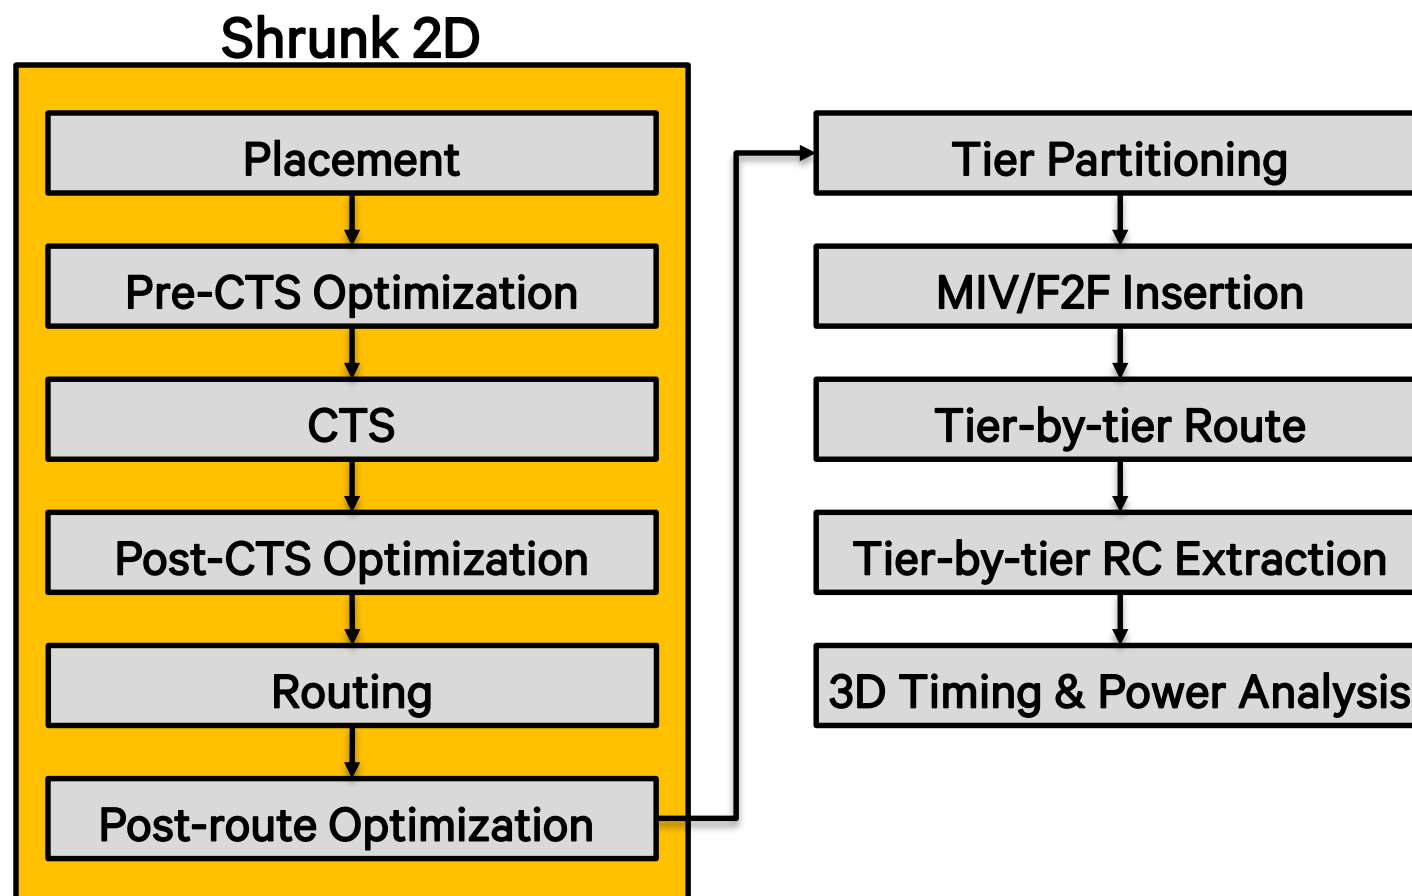 Shrunk 2D
Placement
Pre-CTS Optimization
CTS
Post-CTS Optimization
Routing
Post-route Optimization
Tier Partitioning
MIV/F2F Insertion
Tier-by-tier Route
Tier-by-tier RC Extraction
3D Timing & Power Analysis